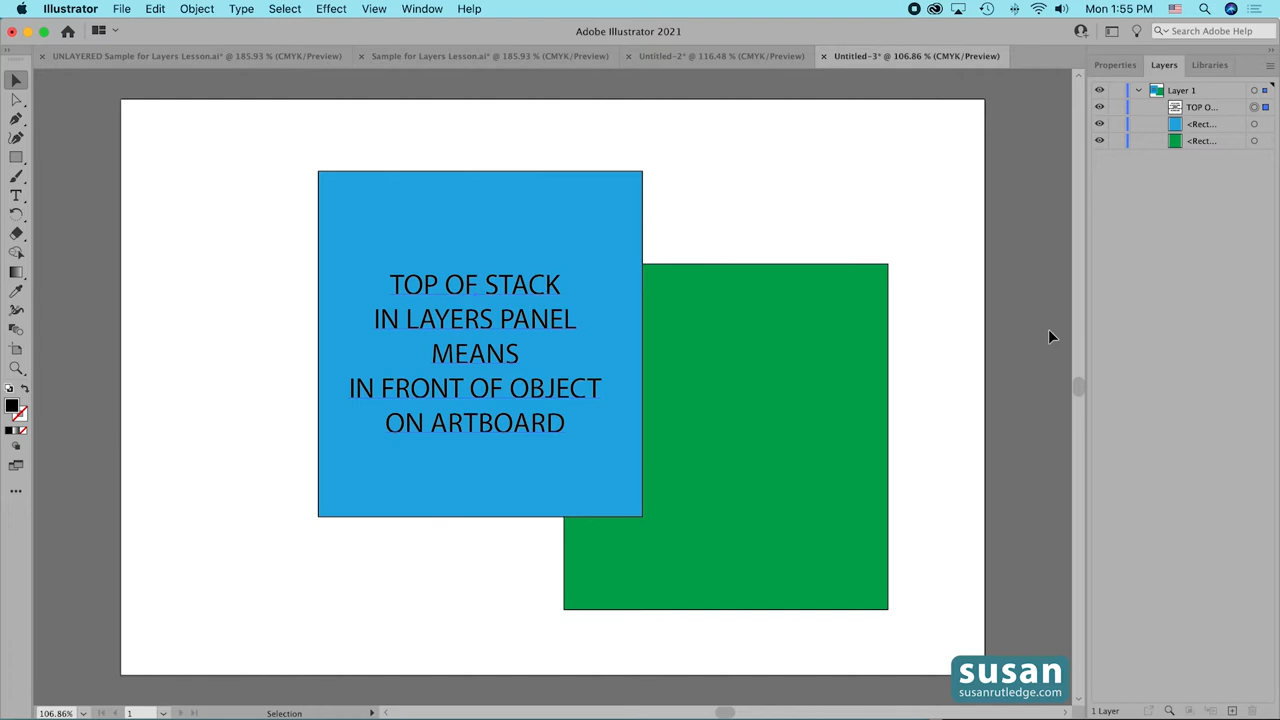 Illustrator File Edit Object Type Select Effect View Window Help Mon 1:55 PM
Adobe Illustrator 2021 Search Adobe Help
UNLAYERED Sample for Layers Lesson.ai* @ 185.93 % (CMYK/Preview) Sample for Layers Lesson.ai* @ 185.93 % (CMYK/Preview) Untitled-2* @ 116.48 % (CMYK/Preview) Untitled-3* @ 106.86 % (CMYK/Preview)
Properties Layers Libraries
Layer 1
TOP O...
<Rect...
<Rect...
TOP OF STACK
IN LAYERS PANEL
MEANS
IN FRONT OF OBJECT
ON ARTBOARD
susan
susanrutledge.com
106.86% 1 Selection 1 Layer